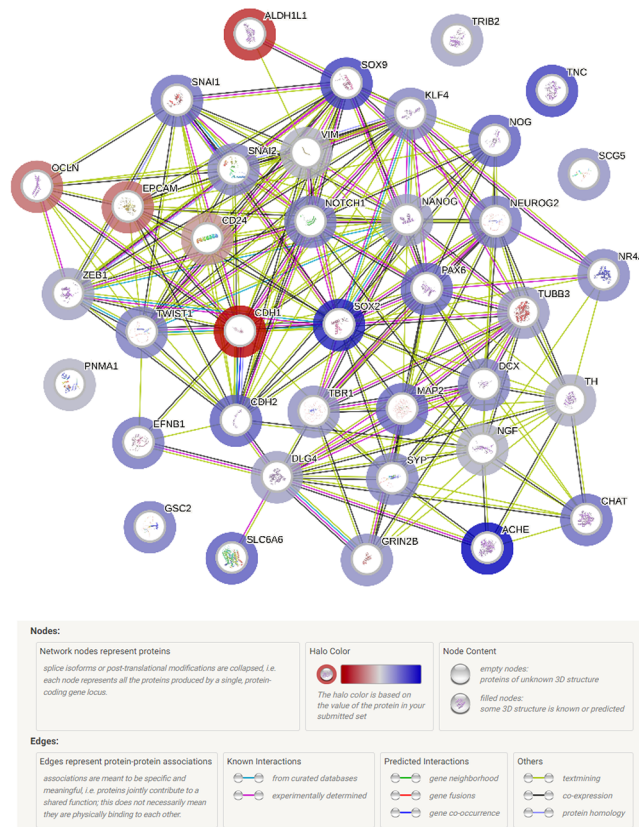 ALDH1L1
TRIB2
SOX9
TNC
SNAI1
KLF4
NOG
VIM
SNAI2
SCG5
OCLN
EPCAM
NOTCH1
NANOG
NEUROG2
CD24
NR4
ZEB1
PAX6
TUBB3
TWIST1
CDH1
SOX2
PNMA1
DCX
TH
CDH2
TBR1
MAP2
EFNB1
NGF
DLG4
SYP
CHAT
GSC2
ACHE
SLC6A6
GRIN2B
Nodes:
Network nodes represent proteins
splice isoforms or post-translational modifications are collapsed, i.e.
each node represents all the proteins produced by a single, protein-
coding gene locus.
Halo Color
The halo color is based on
the value of the protein in your
submitted set
Node Content
empty nodes:
proteins of unknown 3D structure
filled nodes:
some 3D structure is known or predicted
Edges:
Edges represent protein-protein associations
associations are meant to be specific and
meaningful, i.e. proteins jointly contribute to a
shared function; this does not necessarily mean
they are physically binding to each other.
Known Interactions
from curated databases
experimentally determined
Predicted Interactions
gene neighborhood
gene fusions
gene co-occurrence
Others
textmining
co-expression
protein homology